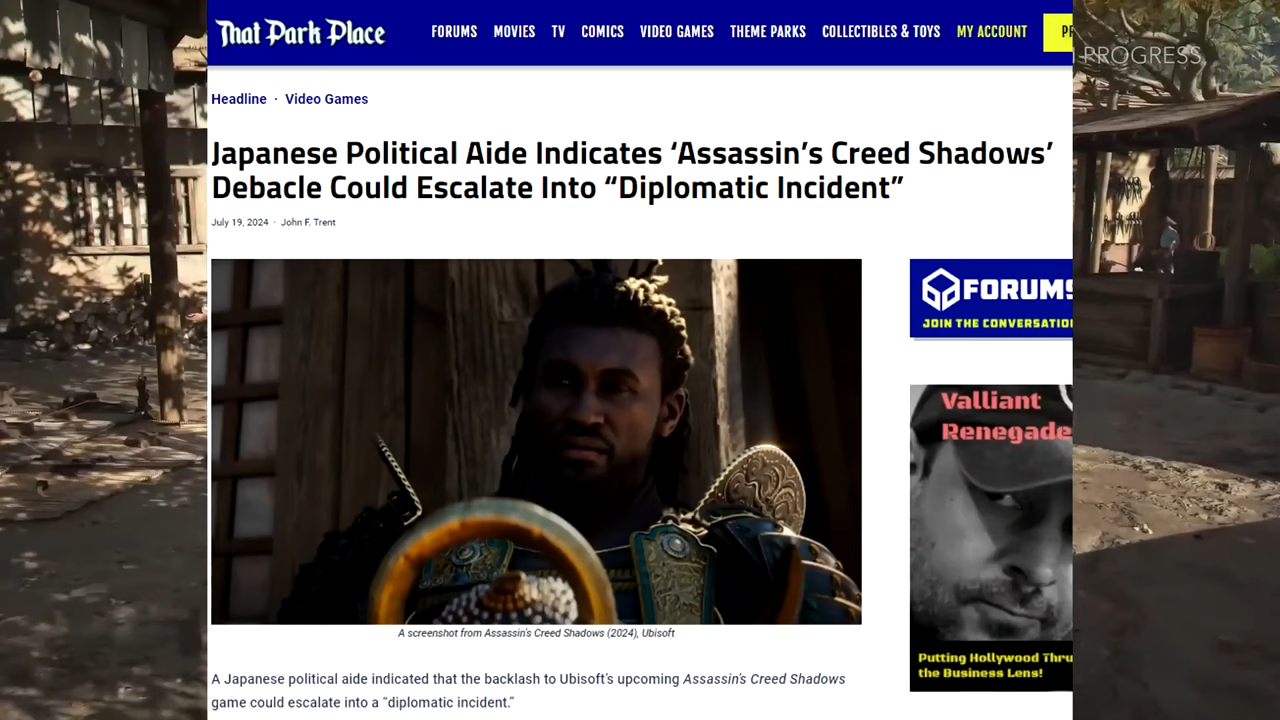 That Park Place
FORUMS MOVIES TV COMICS VIDEO GAMES THEME PARKS COLLECTIBLES & TOYS MY ACCOUNT
PROGRESS
Headline · Video Games
Japanese Political Aide Indicates ‘Assassin’s Creed Shadows’
Debacle Could Escalate Into “Diplomatic Incident”
July 19, 2024 · John F. Trent
FORUMS
JOIN THE CONVERSATION
Valliant
Renegade
Putting Hollywood Thru
the Business Lens!
A screenshot from Assassin's Creed Shadows (2024), Ubisoft
A Japanese political aide indicated that the backlash to Ubisoft's upcoming Assassin's Creed Shadows
game could escalate into a “diplomatic incident.”